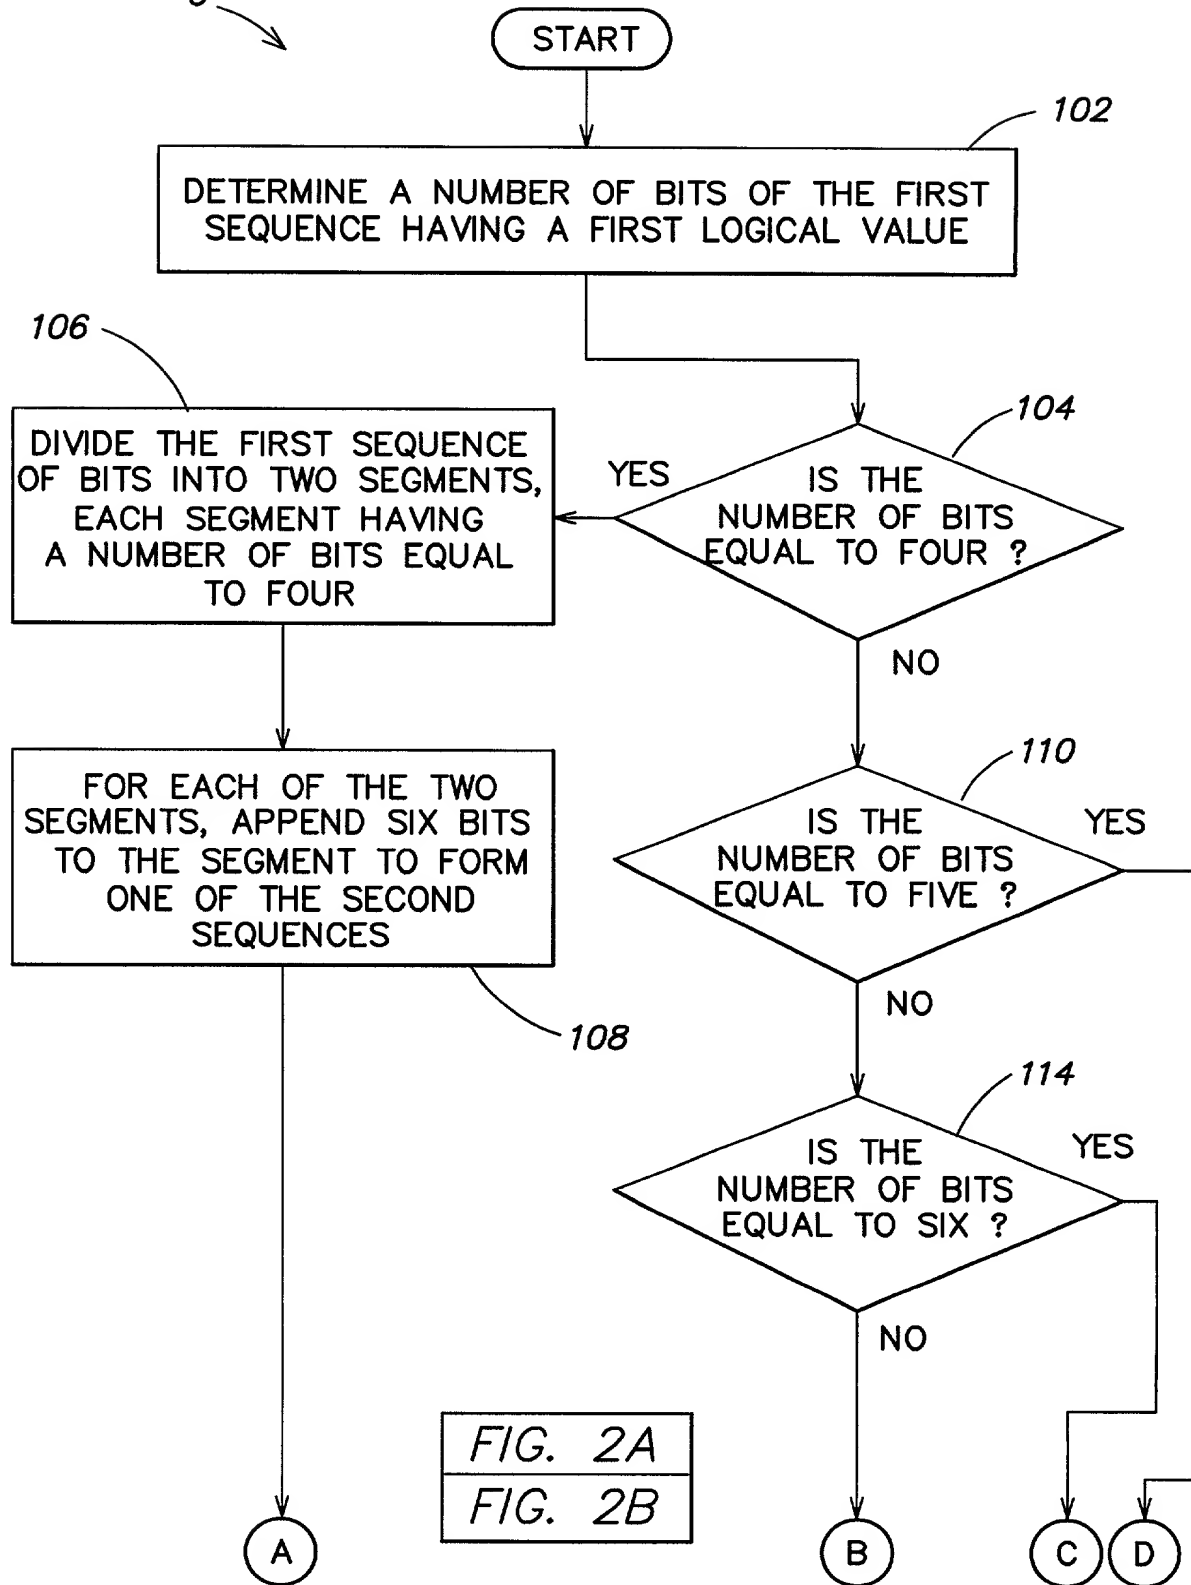 START
102
DETERMINE A NUMBER OF BITS OF THE FIRST
SEQUENCE HAVING A FIRST LOGICAL VALUE
106
104
DIVIDE THE FIRST SEQUENCE
OF BITS INTO TWO SEGMENTS,
EACH SEGMENT HAVING
A NUMBER OF BITS EQUAL
TO FOUR
YES
IS THE
NUMBER OF BITS
EQUAL TO FOUR ?
NO
FOR EACH OF THE TWO
SEGMENTS, APPEND SIX BITS
TO THE SEGMENT TO FORM
ONE OF THE SECOND
SEQUENCES
108
110
IS THE
NUMBER OF BITS
EQUAL TO FIVE ?
YES
NO
114
IS THE
NUMBER OF BITS
EQUAL TO SIX ?
YES
NO
FIG. 2A
FIG. 2B
A
B
C
D